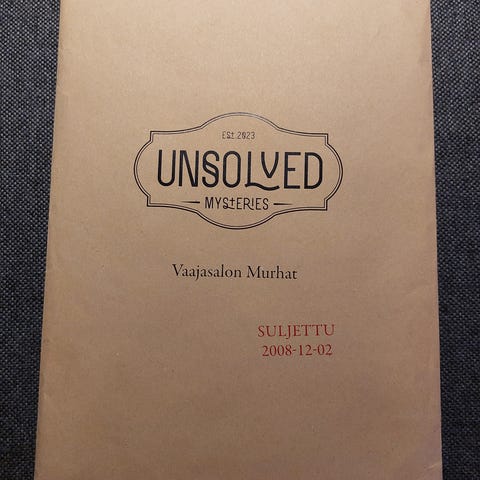 Est. 2023
UNSOLVED
MYStERIES
Vaajasalon Murhat
SULJETTU
2008-12-02